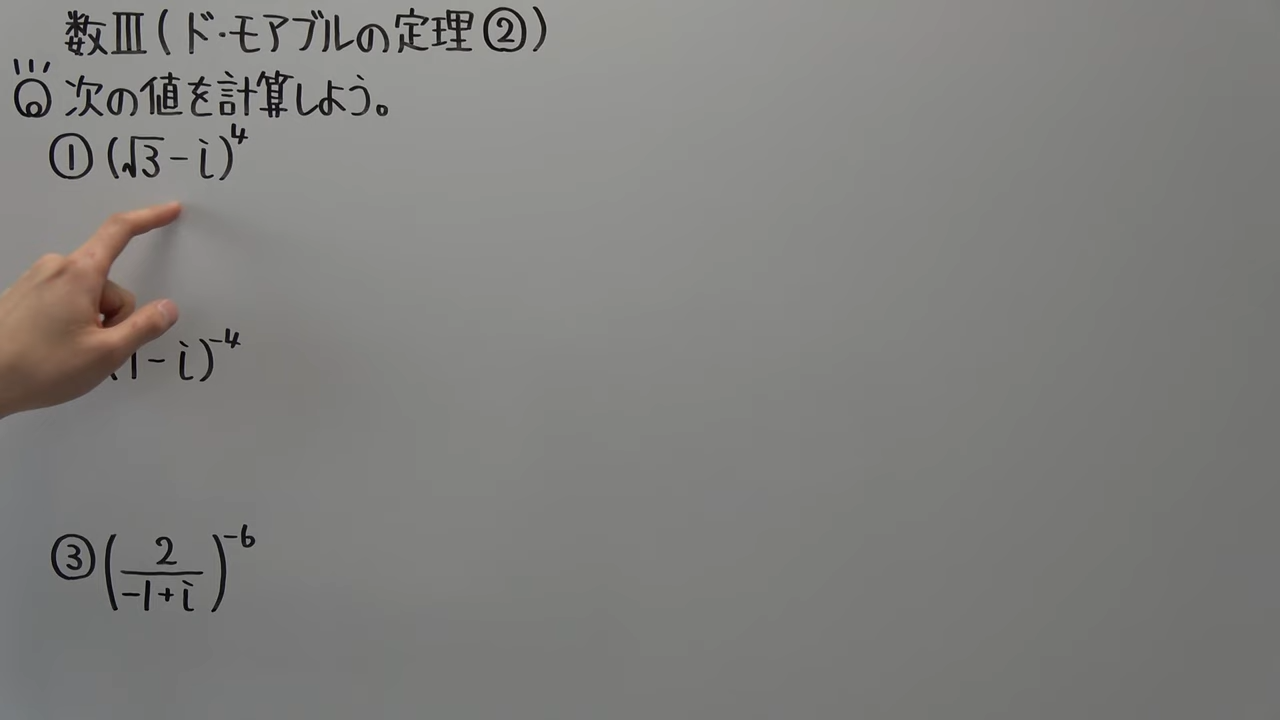 数Ⅲ(ド・モアブルの定理②)
Q 次の値を計算しよう。
①(√3-i)^4
(1-i)^-4
③(2/(-1+i))^-6